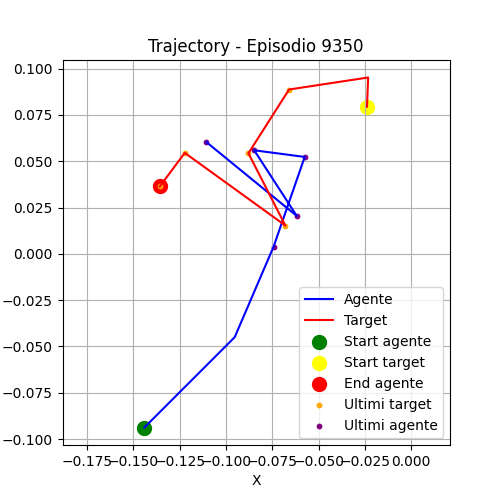 Trajectory - Episodio 9350
0.100
0.075
0.050
0.025
0.000
−0.025
−0.050
−0.075
−0.100
−0.175 −0.150 −0.125 −0.100 −0.075 −0.050 −0.025 0.000
X
Agente
Target
Start agente
Start target
End agente
Ultimi target
Ultimi agente